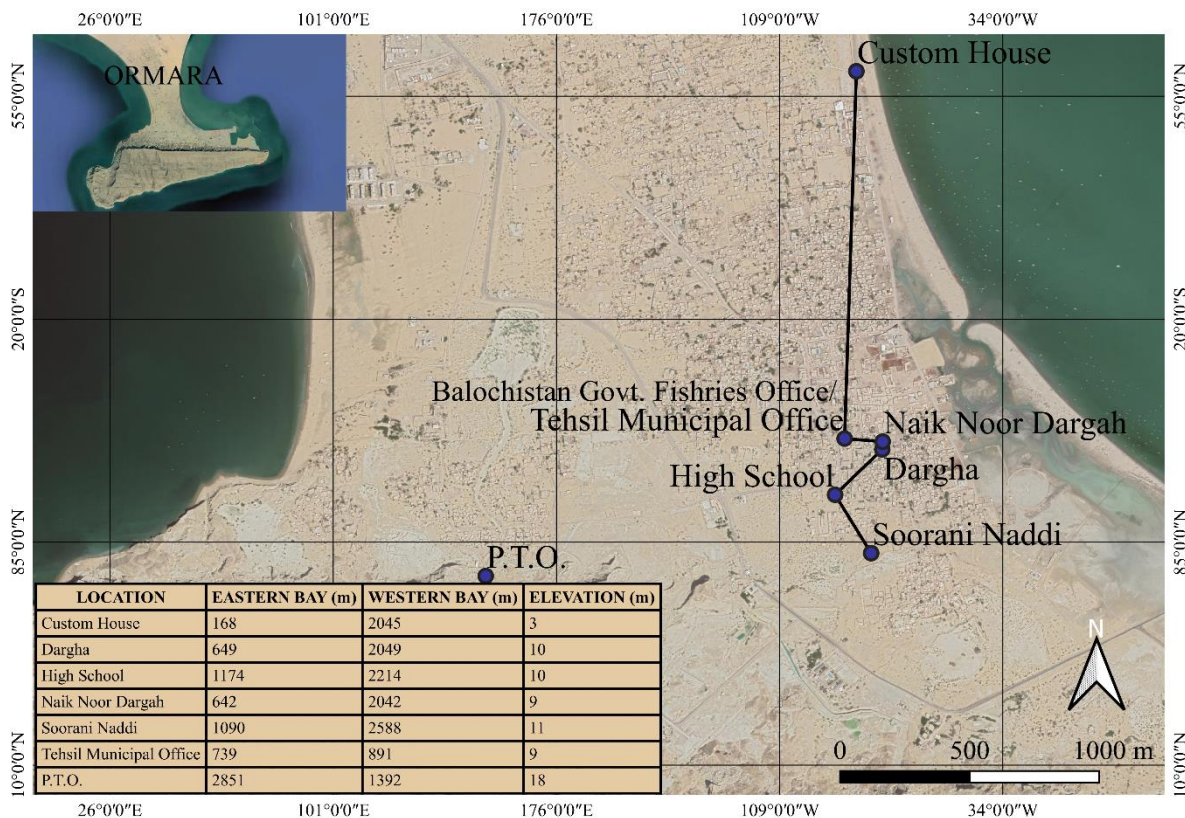 26°0'0"E 101°0'0"E 176°0'0"E 109°0'0"W 34°0'0"W
ORMARA
Custom House
55°0'0"N 55°0'0"N
20°0'0"S 20°0'0"S
Balochistan Govt. Fishries Office/
Tehsil Municipal Office
Naik Noor Dargah
Dargha
High School
Soorani Naddi
85°0'0"N 85°0'0"N
P.T.O.
LOCATION EASTERN BAY (m) WESTERN BAY (m) ELEVATION (m)
Custom House 168 2045 3
Dargha 649 2049 10
High School 1174 2214 10
Naik Noor Dargah 642 2042 9
Soorani Naddi 1090 2588 11
Tehsil Municipal Office 739 891 9
P.T.O. 2851 1392 18
N
0 500 1000 m
10°0'0"N 10°0'0"N
26°0'0"E 101°0'0"E 176°0'0"E 109°0'0"W 34°0'0"W